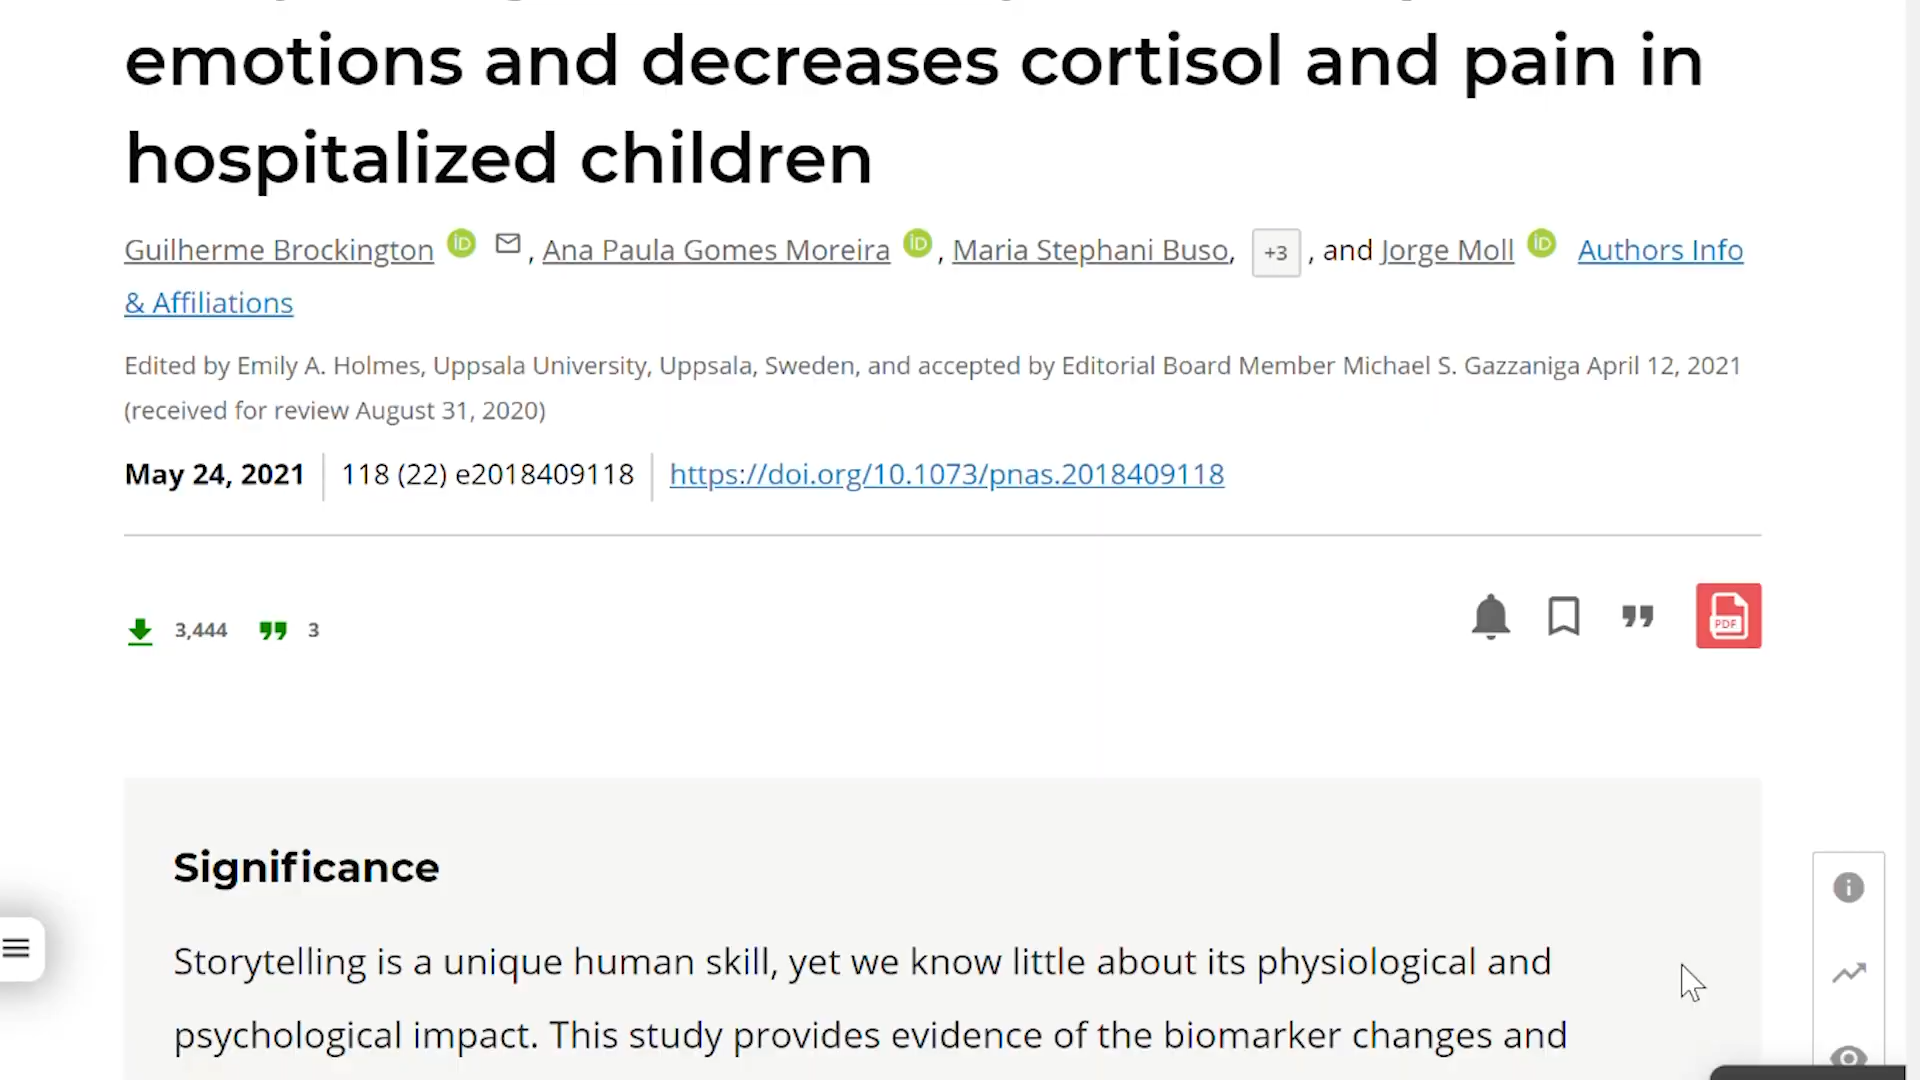 emotions and decreases cortisol and pain in
hospitalized children
Guilherme Brockington iD , Ana Paula Gomes Moreira iD , Maria Stephani Buso, +3 , and Jorge Moll iD Authors Info
& Affiliations
Edited by Emily A. Holmes, Uppsala University, Uppsala, Sweden, and accepted by Editorial Board Member Michael S. Gazzaniga April 12, 2021
(received for review August 31, 2020)
May 24, 2021 118 (22) e2018409118 https://doi.org/10.1073/pnas.2018409118
3,444 3
PDF
Significance
Storytelling is a unique human skill, yet we know little about its physiological and
psychological impact. This study provides evidence of the biomarker changes and